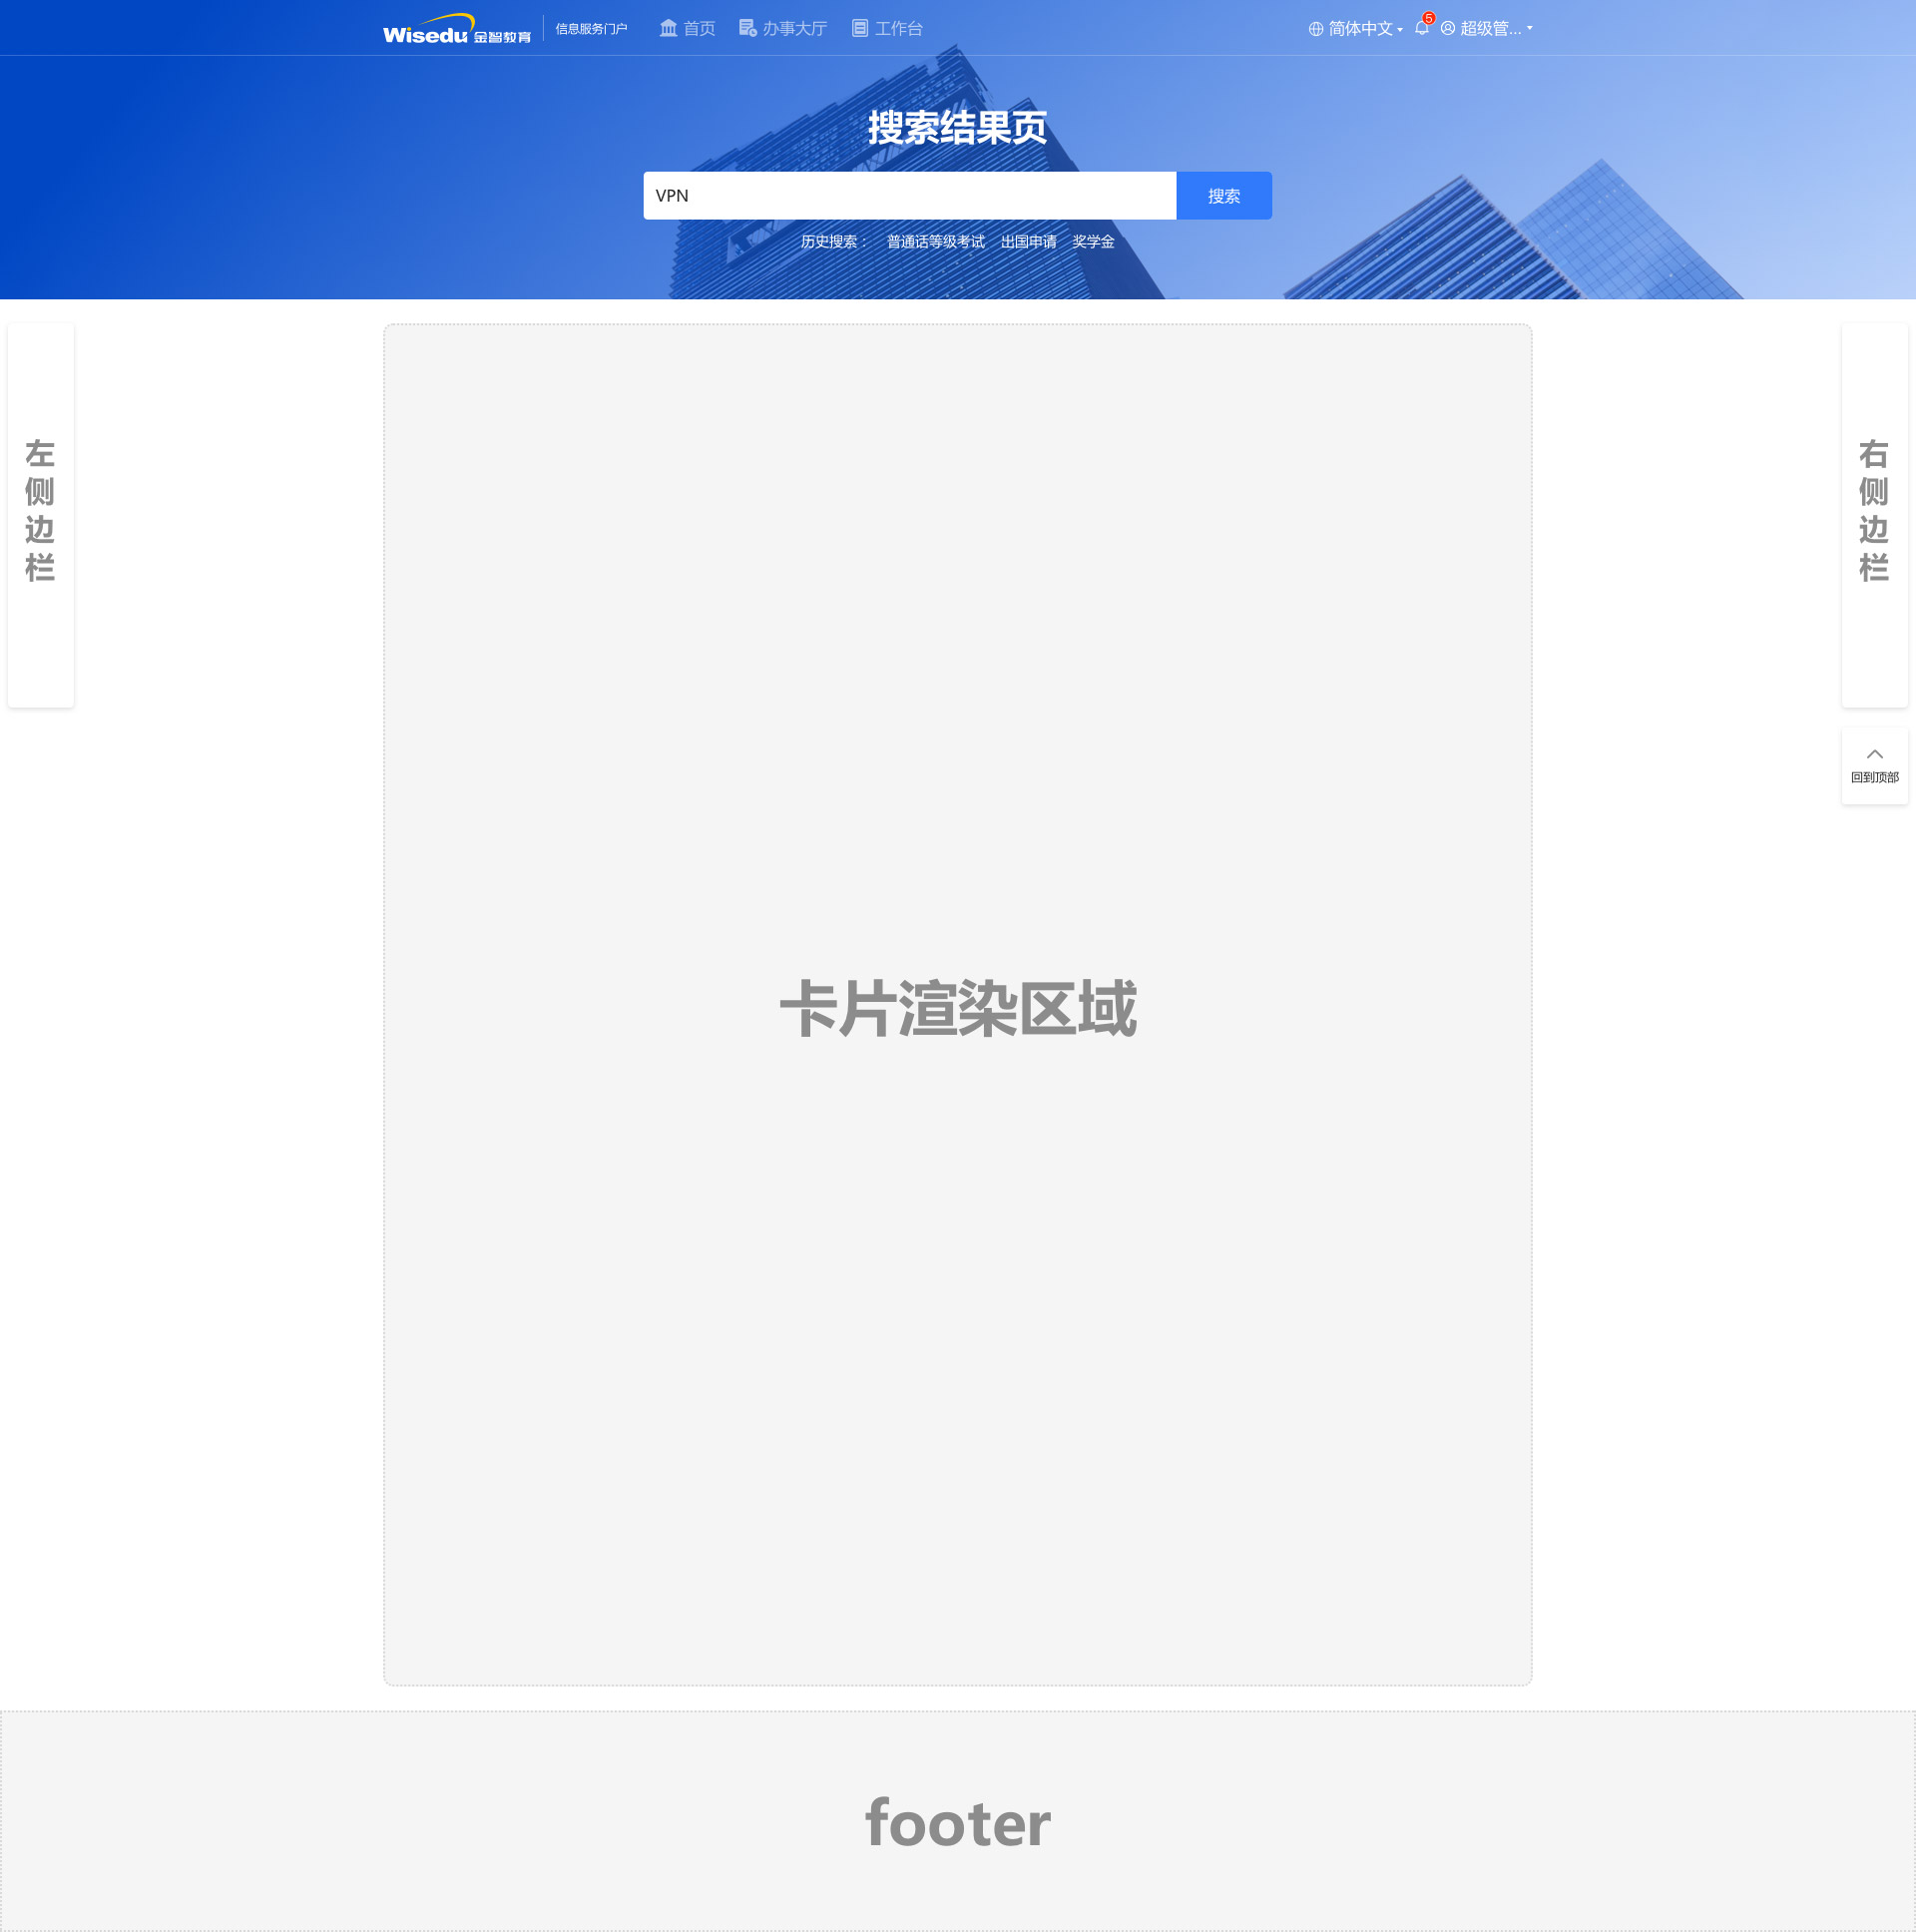 Wisedu 金智教育 信息服务门户 首页 办事大厅 工作台 简体中文 5 超级管...
搜索结果页
VPN 搜索
历史搜索： 普通话等级考试 出国申请 奖学金
左侧边栏
右侧边栏
回到顶部
卡片渲染区域
footer